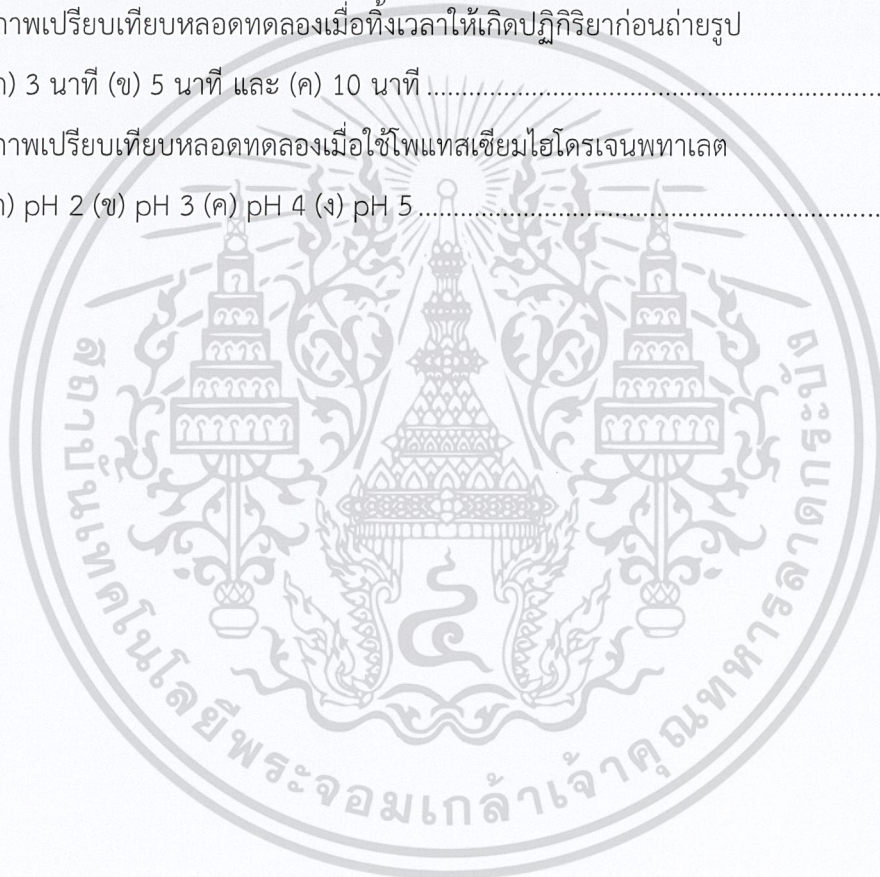 ภาพเปรียบเทียบหลอดทดลองเมื่อทิ้งเวลาให้เกิดปฏิกิริยาก่อนถ่ายรูป
3 นาที (ข) 5 นาที และ (ค) 10 นาที ................................................................
ภาพเปรียบเทียบหลอดทดลองเมื่อใช้โพแทสเซียมไฮโดรเจนพทาเลต
pH 2 (ข) pH 3 (ค) pH 4 (ง) pH 5 ................................................................
สถาบันเทคโนโลยีพระจอมเกล้าเจ้าคุณทหารลาดกระบัง
๔